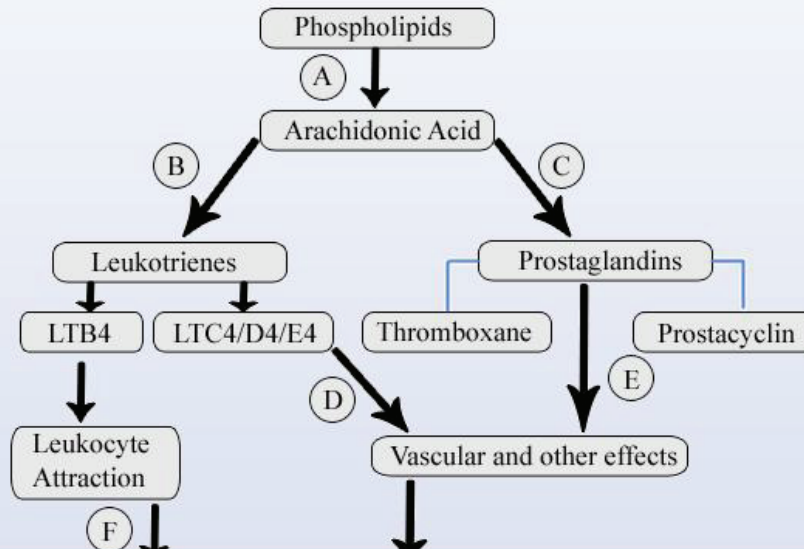 Phospholipids
A
Arachidonic Acid
B
C
Leukotrienes
Prostaglandins
LTB4
LTC4/D4/E4
Thromboxane
Prostacyclin
D
E
Leukocyte
Attraction
Vascular and other effects
F